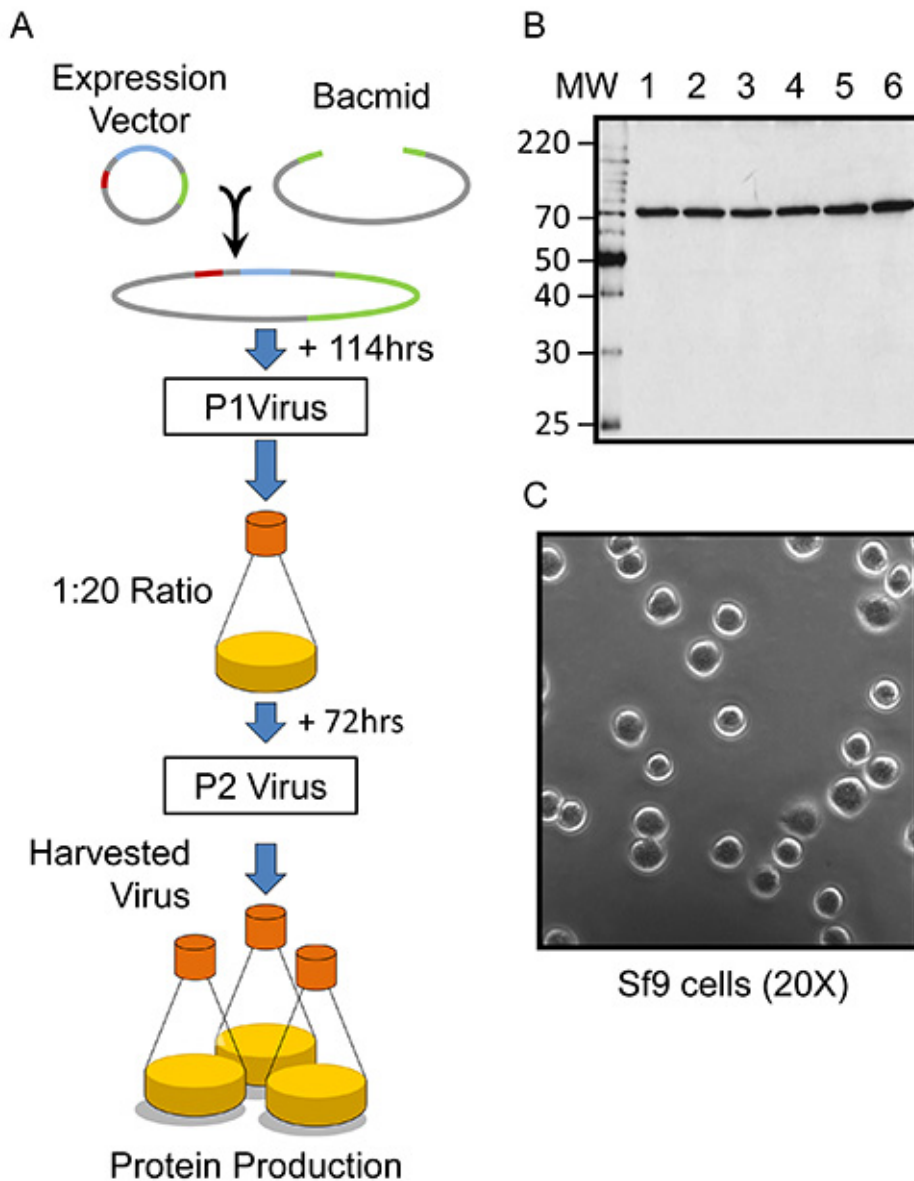 A
Expression
Vector
Bacmid
+ 114hrs
P1Virus
1:20 Ratio
+ 72hrs
P2 Virus
Harvested
Virus
Protein Production
B
MW 1 2 3 4 5 6
220
70
50
40
30
25
C
Sf9 cells (20X)